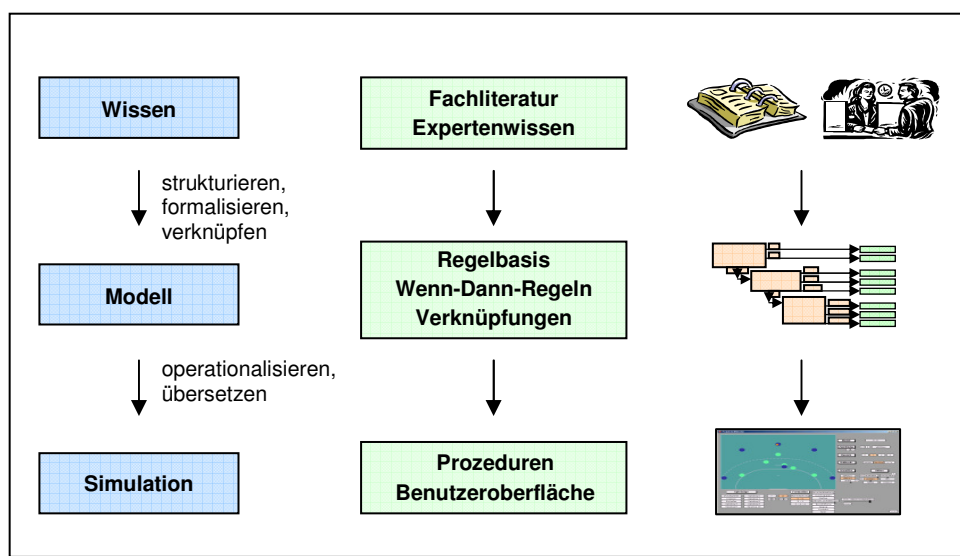 Wissen
Fachliteratur
Expertenwissen
strukturieren,
formalisieren,
verknüpfen
Modell
Regelbasis
Wenn-Dann-Regeln
Verknüpfungen
operationalisieren,
übersetzen
Simulation
Prozeduren
Benutzeroberfläche